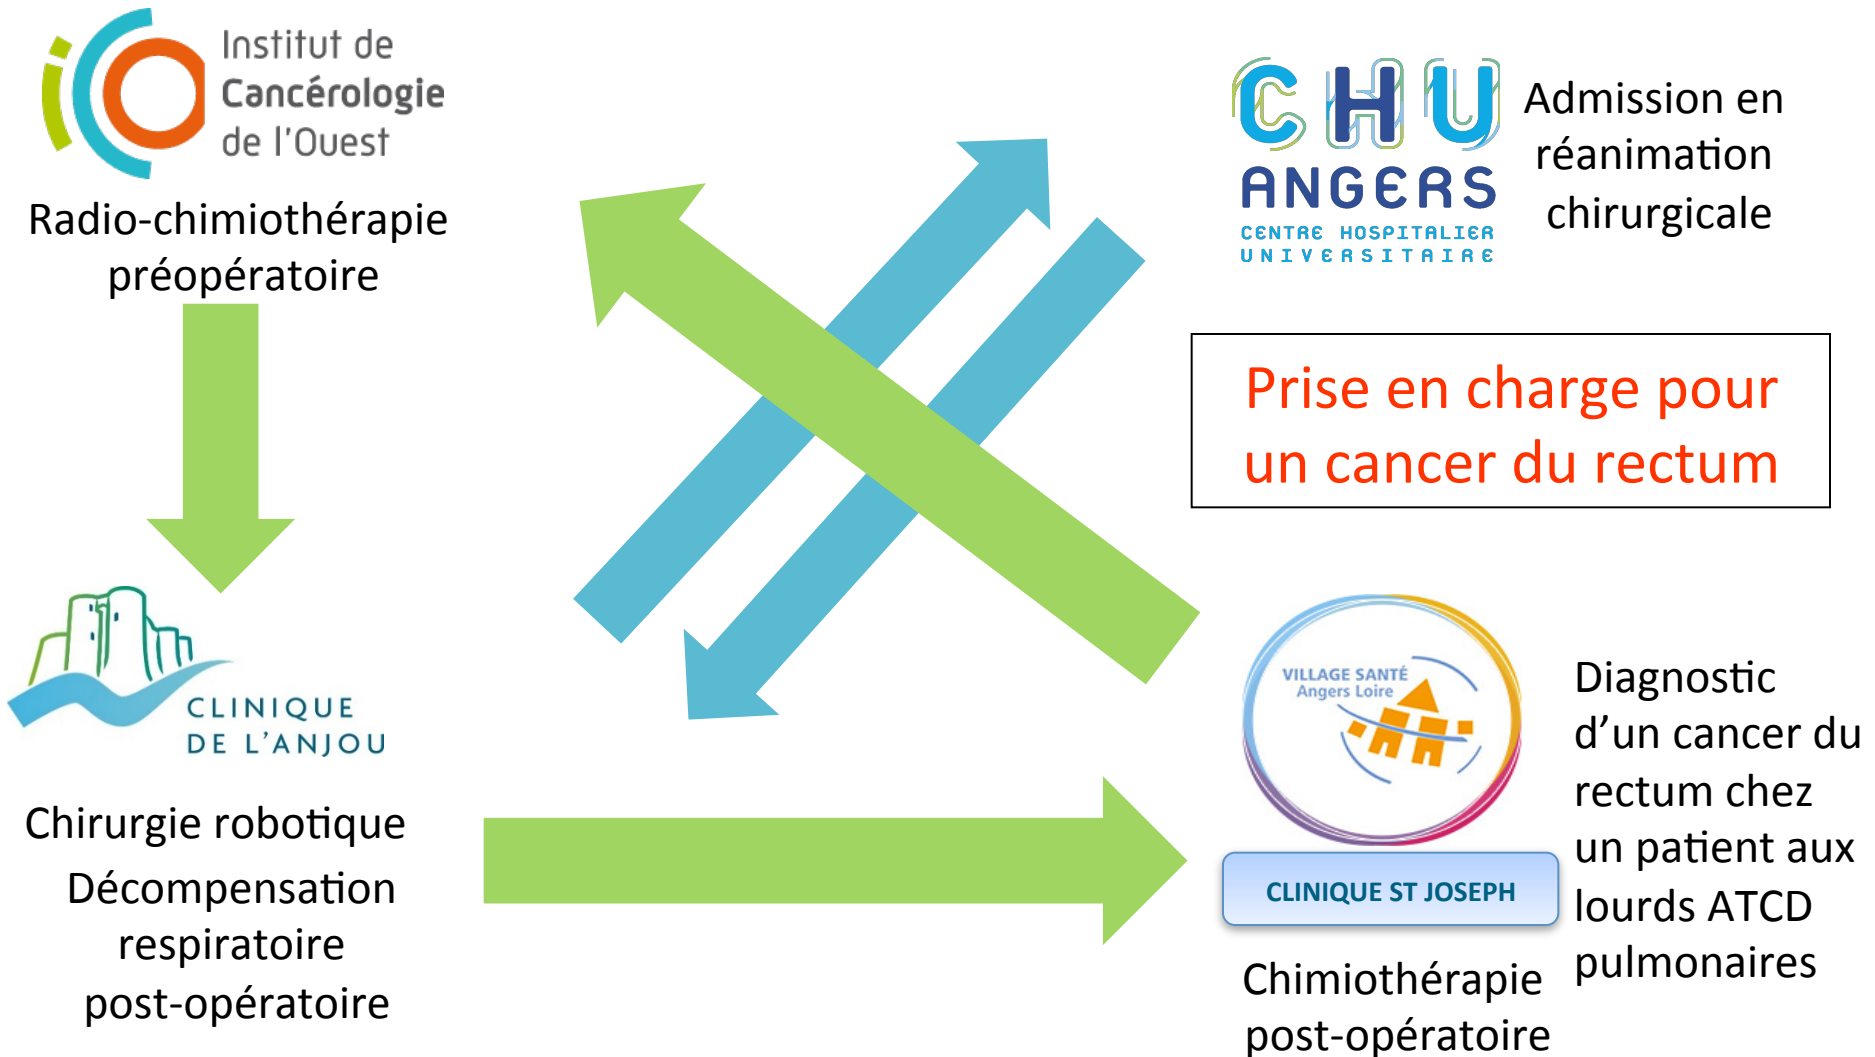 Institut de
Cancérologie
de l'Ouest
Radio-chimiothérapie
préopératoire
CHU
ANGERS
CENTRE HOSPITALIER
UNIVERSITAIRE
Admission en
réanimation
chirurgicale
Prise en charge pour
un cancer du rectum
CLINIQUE
DE L'ANJOU
Chirurgie robotique
Décompensation
respiratoire
post-opératoire
VILLAGE SANTÉ
Angers Loire
CLINIQUE ST JOSEPH
Chimiothérapie
post-opératoire
Diagnostic
d’un cancer du
rectum chez
un patient aux
lourds ATCD
pulmonaires